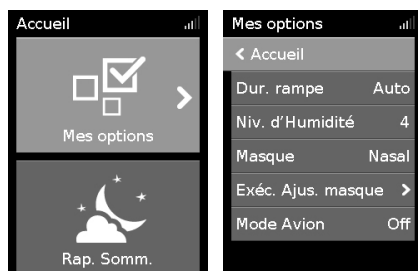 Accueil
Mes options
Rap. Somm.
Mes options
Accueil
Dur. rampe Auto
Niv. d'Humidité 4
Masque Nasal
Exéc. Ajus. masque
Mode Avion Off